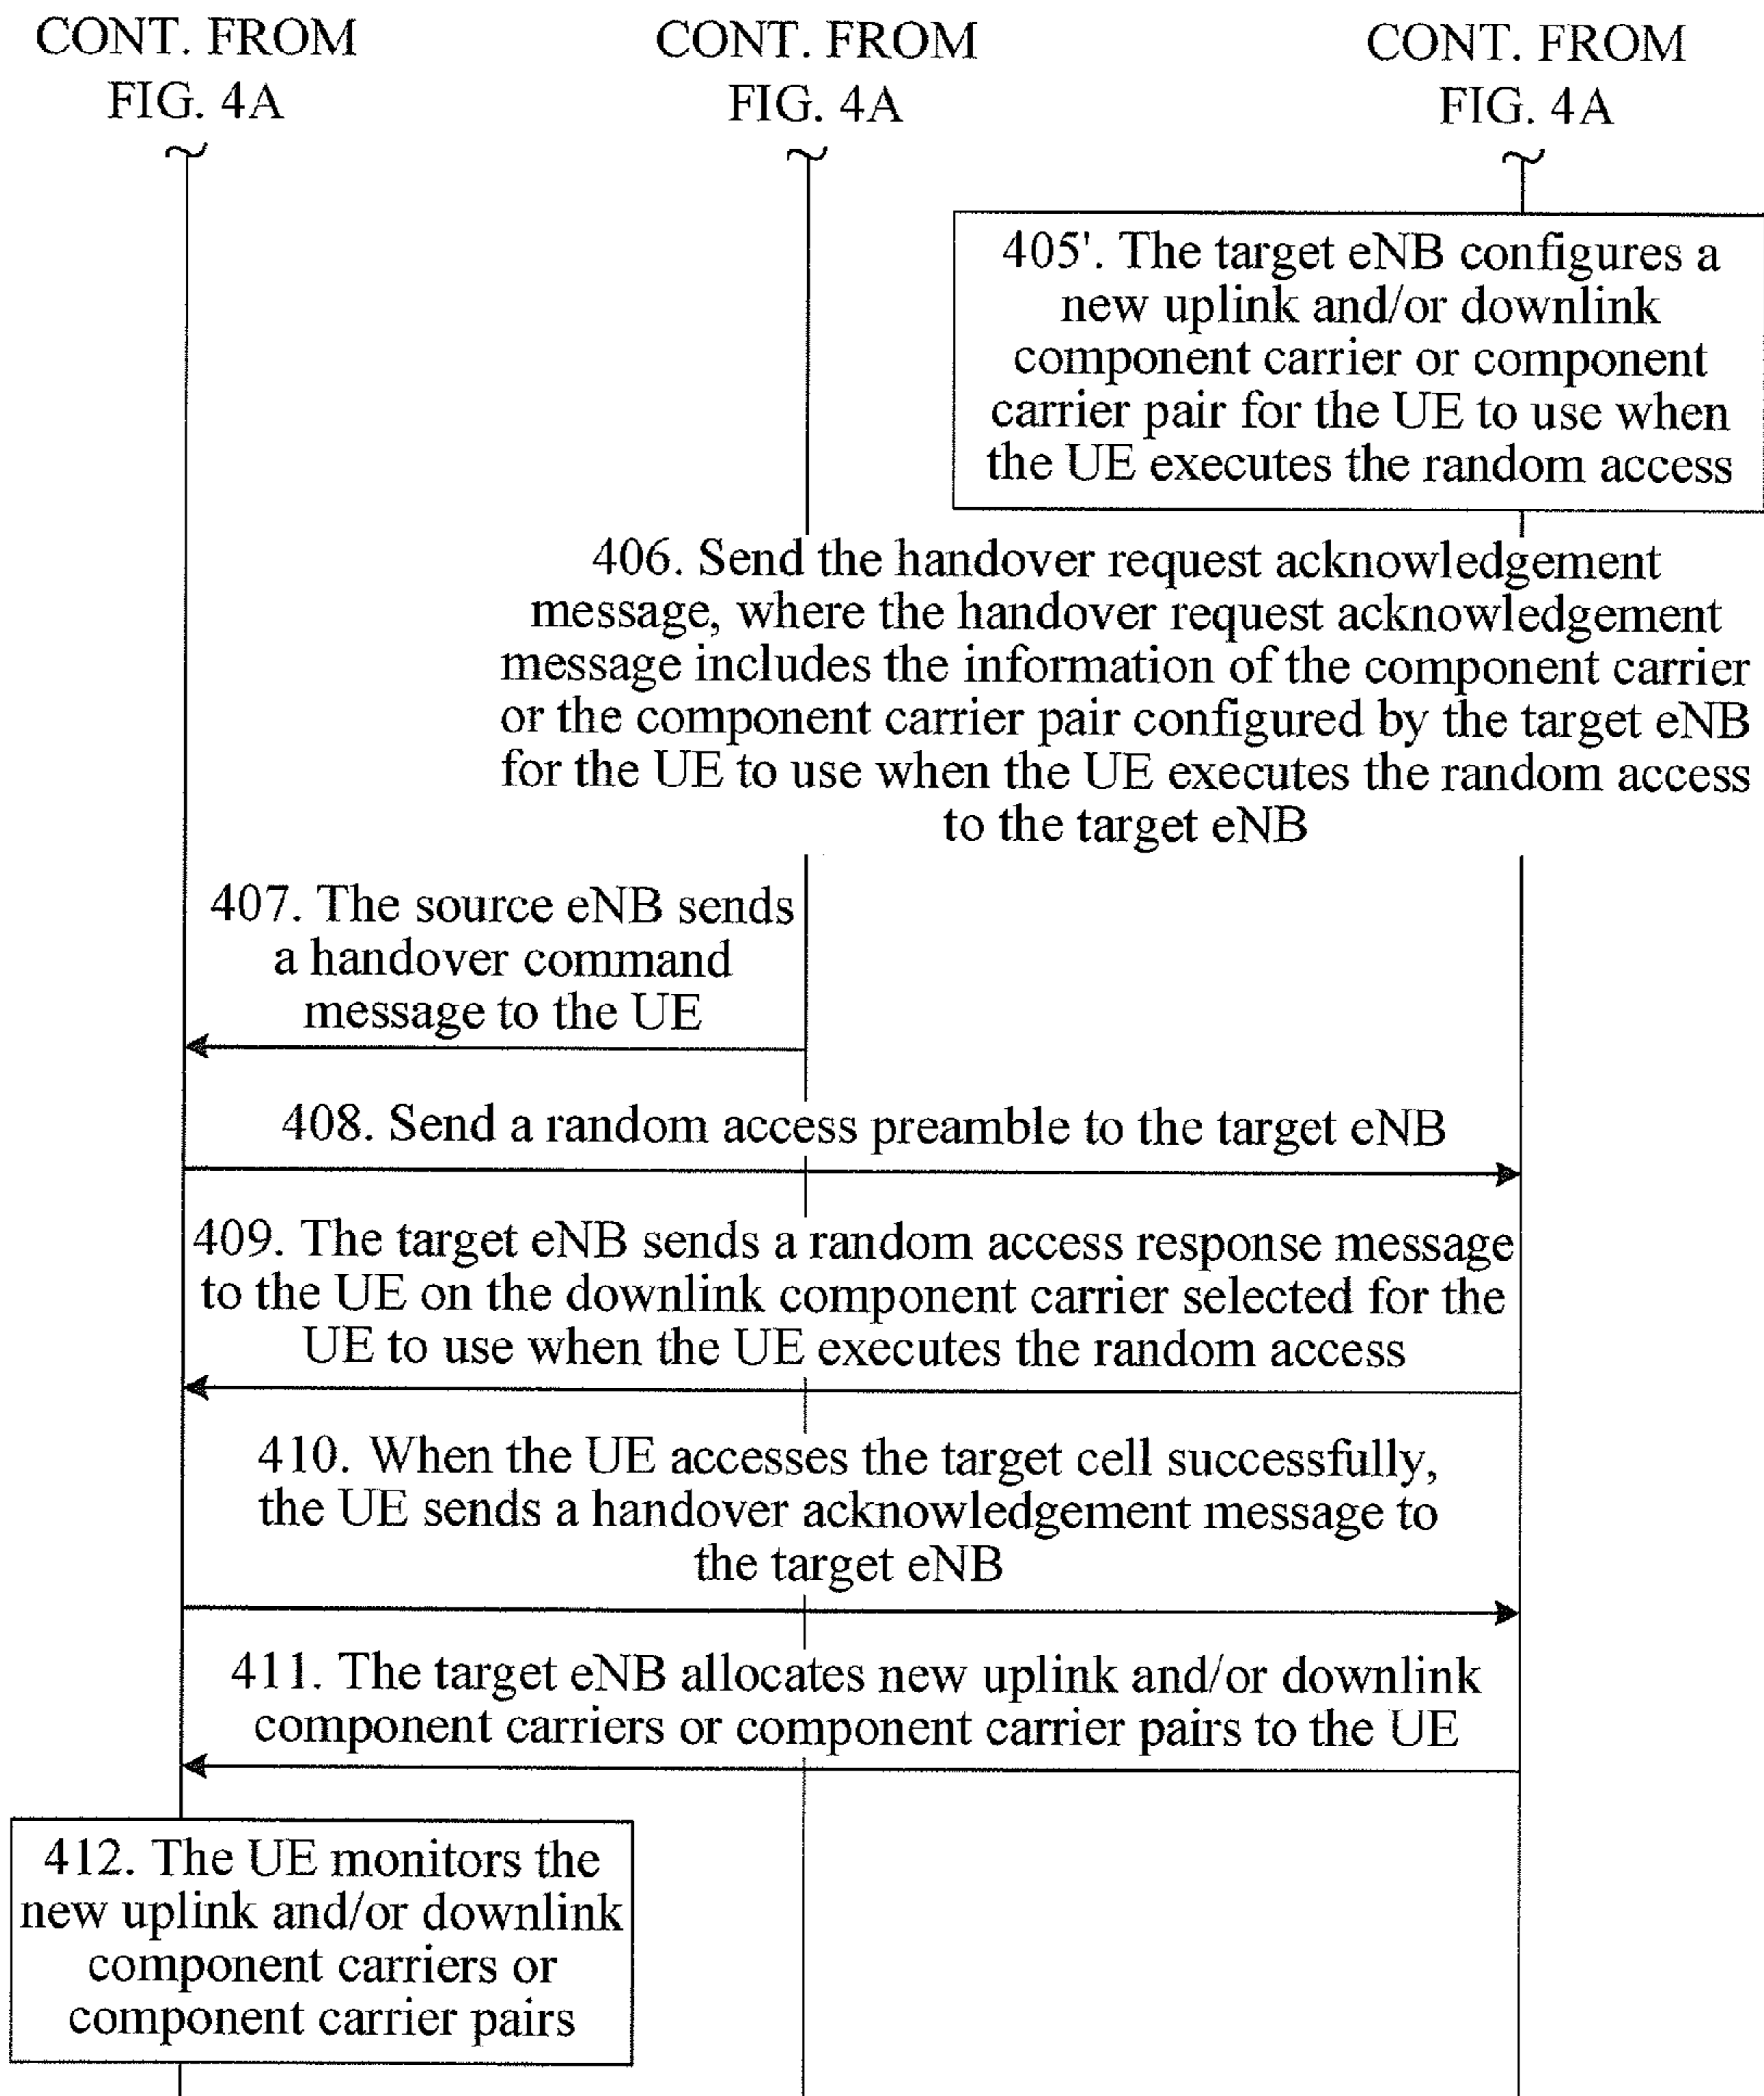 CONT. FROM
FIG. 4A
CONT. FROM
FIG. 4A
CONT. FROM
FIG. 4A
405'. The target eNB configures a
new uplink and/or downlink
component carrier or component
carrier pair for the UE to use when
the UE executes the random access
406. Send the handover request acknowledgement
message, where the handover request acknowledgement
message includes the information of the component carrier
or the component carrier pair configured by the target eNB
for the UE to use when the UE executes the random access
to the target eNB
407. The source eNB sends
a handover command
message to the UE
408. Send a random access preamble to the target eNB
409. The target eNB sends a random access response message
to the UE on the downlink component carrier selected for the
UE to use when the UE executes the random access
410. When the UE accesses the target cell successfully,
the UE sends a handover acknowledgement message to
the target eNB
411. The target eNB allocates new uplink and/or downlink
component carriers or component carrier pairs to the UE
412. The UE monitors the
new uplink and/or downlink
component carriers or
component carrier pairs